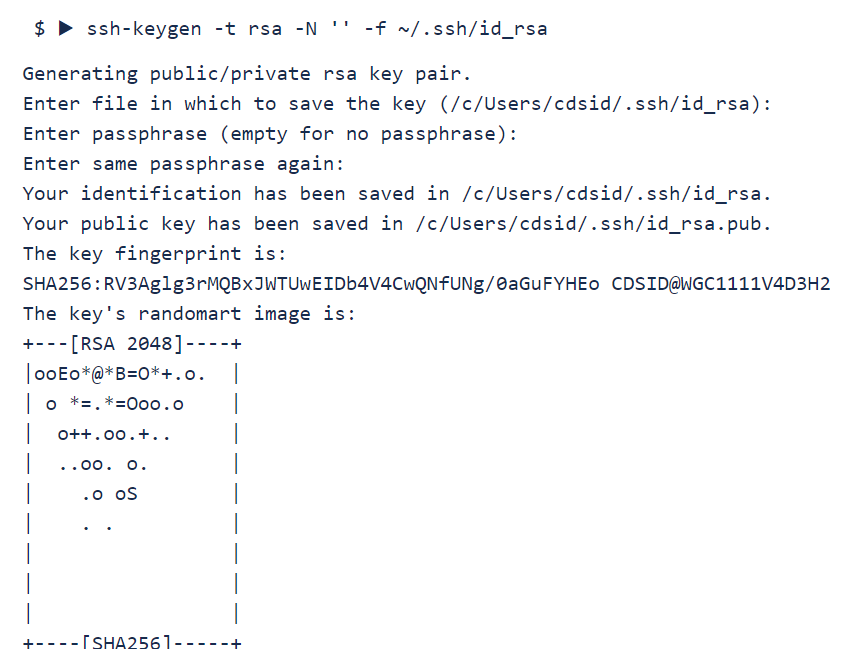 $ ▶ ssh-keygen -t rsa -N '' -f ~/.ssh/id_rsa
Generating public/private rsa key pair.
Enter file in which to save the key (/c/Users/cdsid/.ssh/id_rsa):
Enter passphrase (empty for no passphrase):
Enter same passphrase again:
Your identification has been saved in /c/Users/cdsid/.ssh/id_rsa.
Your public key has been saved in /c/Users/cdsid/.ssh/id_rsa.pub.
The key fingerprint is:
SHA256:RV3Aglg3rMQBxJWTUwEIDb4V4CwQNfUNg/0aGuFYHEo CDSID@WGC1111V4D3H2
The key's randomart image is:
+---[RSA 2048]----+
|ooEo*@*B=O*+.o.  |
| o *=.*=Ooo.o    |
|  o++.oo.+..     |
|  ..oo. o.       |
|    .o oS        |
|    . .          |
|                 |
|                 |
|                 |
+----[SHA256]-----+